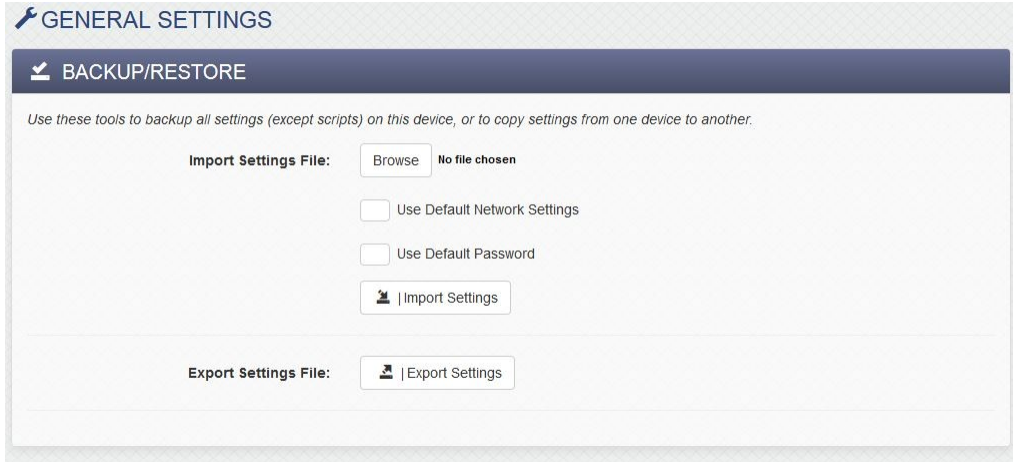 GENERAL SETTINGS
BACKUP/RESTORE
Use these tools to backup all settings (except scripts) on this device, or to copy settings from one device to another.
Import Settings File: Browse No file chosen
Use Default Network Settings
Use Default Password
| Import Settings
Export Settings File: | Export Settings